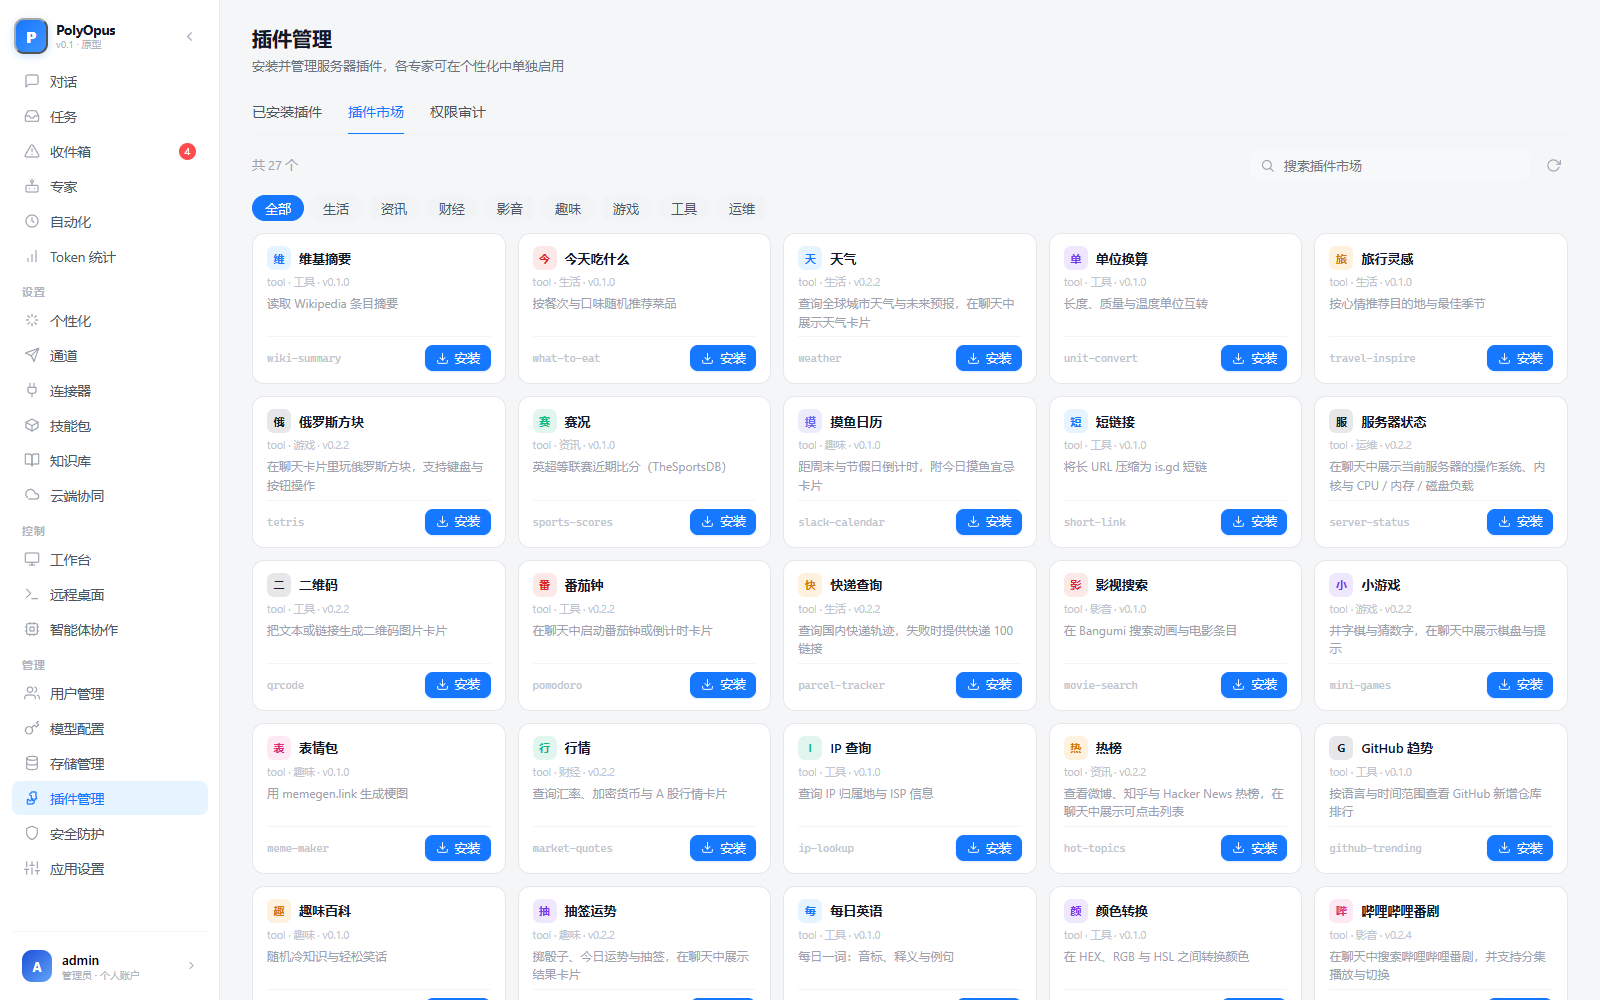 P
PolyOpus
v0.1 · 原型
对话
任务
收件箱
4
专家
自动化
Token 统计
设置
个性化
通道
连接器
技能包
知识库
云端协同
控制
工作台
远程桌面
智能体协作
管理
用户管理
模型配置
存储管理
插件管理
安全防护
应用设置
A
admin
管理员 · 个人账户
插件管理
安装并管理服务器插件，各专家可在个性化中单独启用
已安装插件 插件市场 权限审计
共 27 个
搜索插件市场
全部 生活 资讯 财经 影音 趣味 游戏 工具 运维
维 维基摘要
tool · 工具 · v0.1.0
读取 Wikipedia 条目摘要
wiki-summary 安装
今 今天吃什么
tool · 生活 · v0.1.0
按餐次与口味随机推荐菜品
what-to-eat 安装
天 天气
tool · 生活 · v0.2.2
查询全球城市天气与未来预报，在聊天中
展示天气卡片
weather 安装
单 单位换算
tool · 工具 · v0.1.0
长度、质量与温度单位互转
unit-convert 安装
旅 旅行灵感
tool · 生活 · v0.1.0
按心情推荐目的地与最佳季节
travel-inspire 安装
俄 俄罗斯方块
tool · 游戏 · v0.2.2
在聊天卡片里玩俄罗斯方块，支持键盘与
按钮操作
tetris 安装
赛 赛况
tool · 资讯 · v0.1.0
英超等联赛近期比分（TheSportsDB）
sports-scores 安装
摸 摸鱼日历
tool · 趣味 · v0.1.0
距周末与节假日倒计时，附今日摸鱼宜忌
卡片
slack-calendar 安装
短 短链接
tool · 工具 · v0.1.0
将长 URL 压缩为 is.gd 短链
short-link 安装
服 服务器状态
tool · 运维 · v0.2.2
在聊天中展示当前服务器的操作系统、内
核与 CPU / 内存 / 磁盘负载
server-status 安装
二 二维码
tool · 工具 · v0.2.2
把文本或链接生成二维码图片卡片
qrcode 安装
番 番茄钟
tool · 工具 · v0.2.2
在聊天中启动番茄钟或倒计时卡片
pomodoro 安装
快 快递查询
tool · 生活 · v0.2.2
查询国内快递轨迹，失败时提供快递 100
链接
parcel-tracker 安装
影 影视搜索
tool · 影音 · v0.1.0
在 Bangumi 搜索动画与电影条目
movie-search 安装
小 小游戏
tool · 游戏 · v0.2.2
井字棋与猜数字，在聊天中展示棋盘与提
示
mini-games 安装
表 表情包
tool · 趣味 · v0.1.0
用 memegen.link 生成梗图
meme-maker 安装
行 行情
tool · 财经 · v0.2.2
查询汇率、加密货币与 A 股行情卡片
market-quotes 安装
I IP 查询
tool · 工具 · v0.1.0
查询 IP 归属地与 ISP 信息
ip-lookup 安装
热 热榜
tool · 资讯 · v0.2.2
查看微博、知乎与 Hacker News 热榜，在
聊天中展示可点击列表
hot-topics 安装
G GitHub 趋势
tool · 工具 · v0.1.0
按语言与时间范围查看 GitHub 新增仓库
排行
github-trending 安装
趣 趣味百科
tool · 趣味 · v0.1.0
随机冷知识与轻松笑话
抽 抽签运势
tool · 趣味 · v0.2.2
掷骰子、今日运势与抽签，在聊天中展示
结果卡片
每 每日英语
tool · 工具 · v0.1.0
每日一词：音标、释义与例句
颜 颜色转换
tool · 工具 · v0.1.0
在 HEX、RGB 与 HSL 之间转换颜色
哔 哔哩哔哩番剧
tool · 影音 · v0.2.4
在聊天中搜索哔哩哔哩番剧，并支持分集
播放与切换